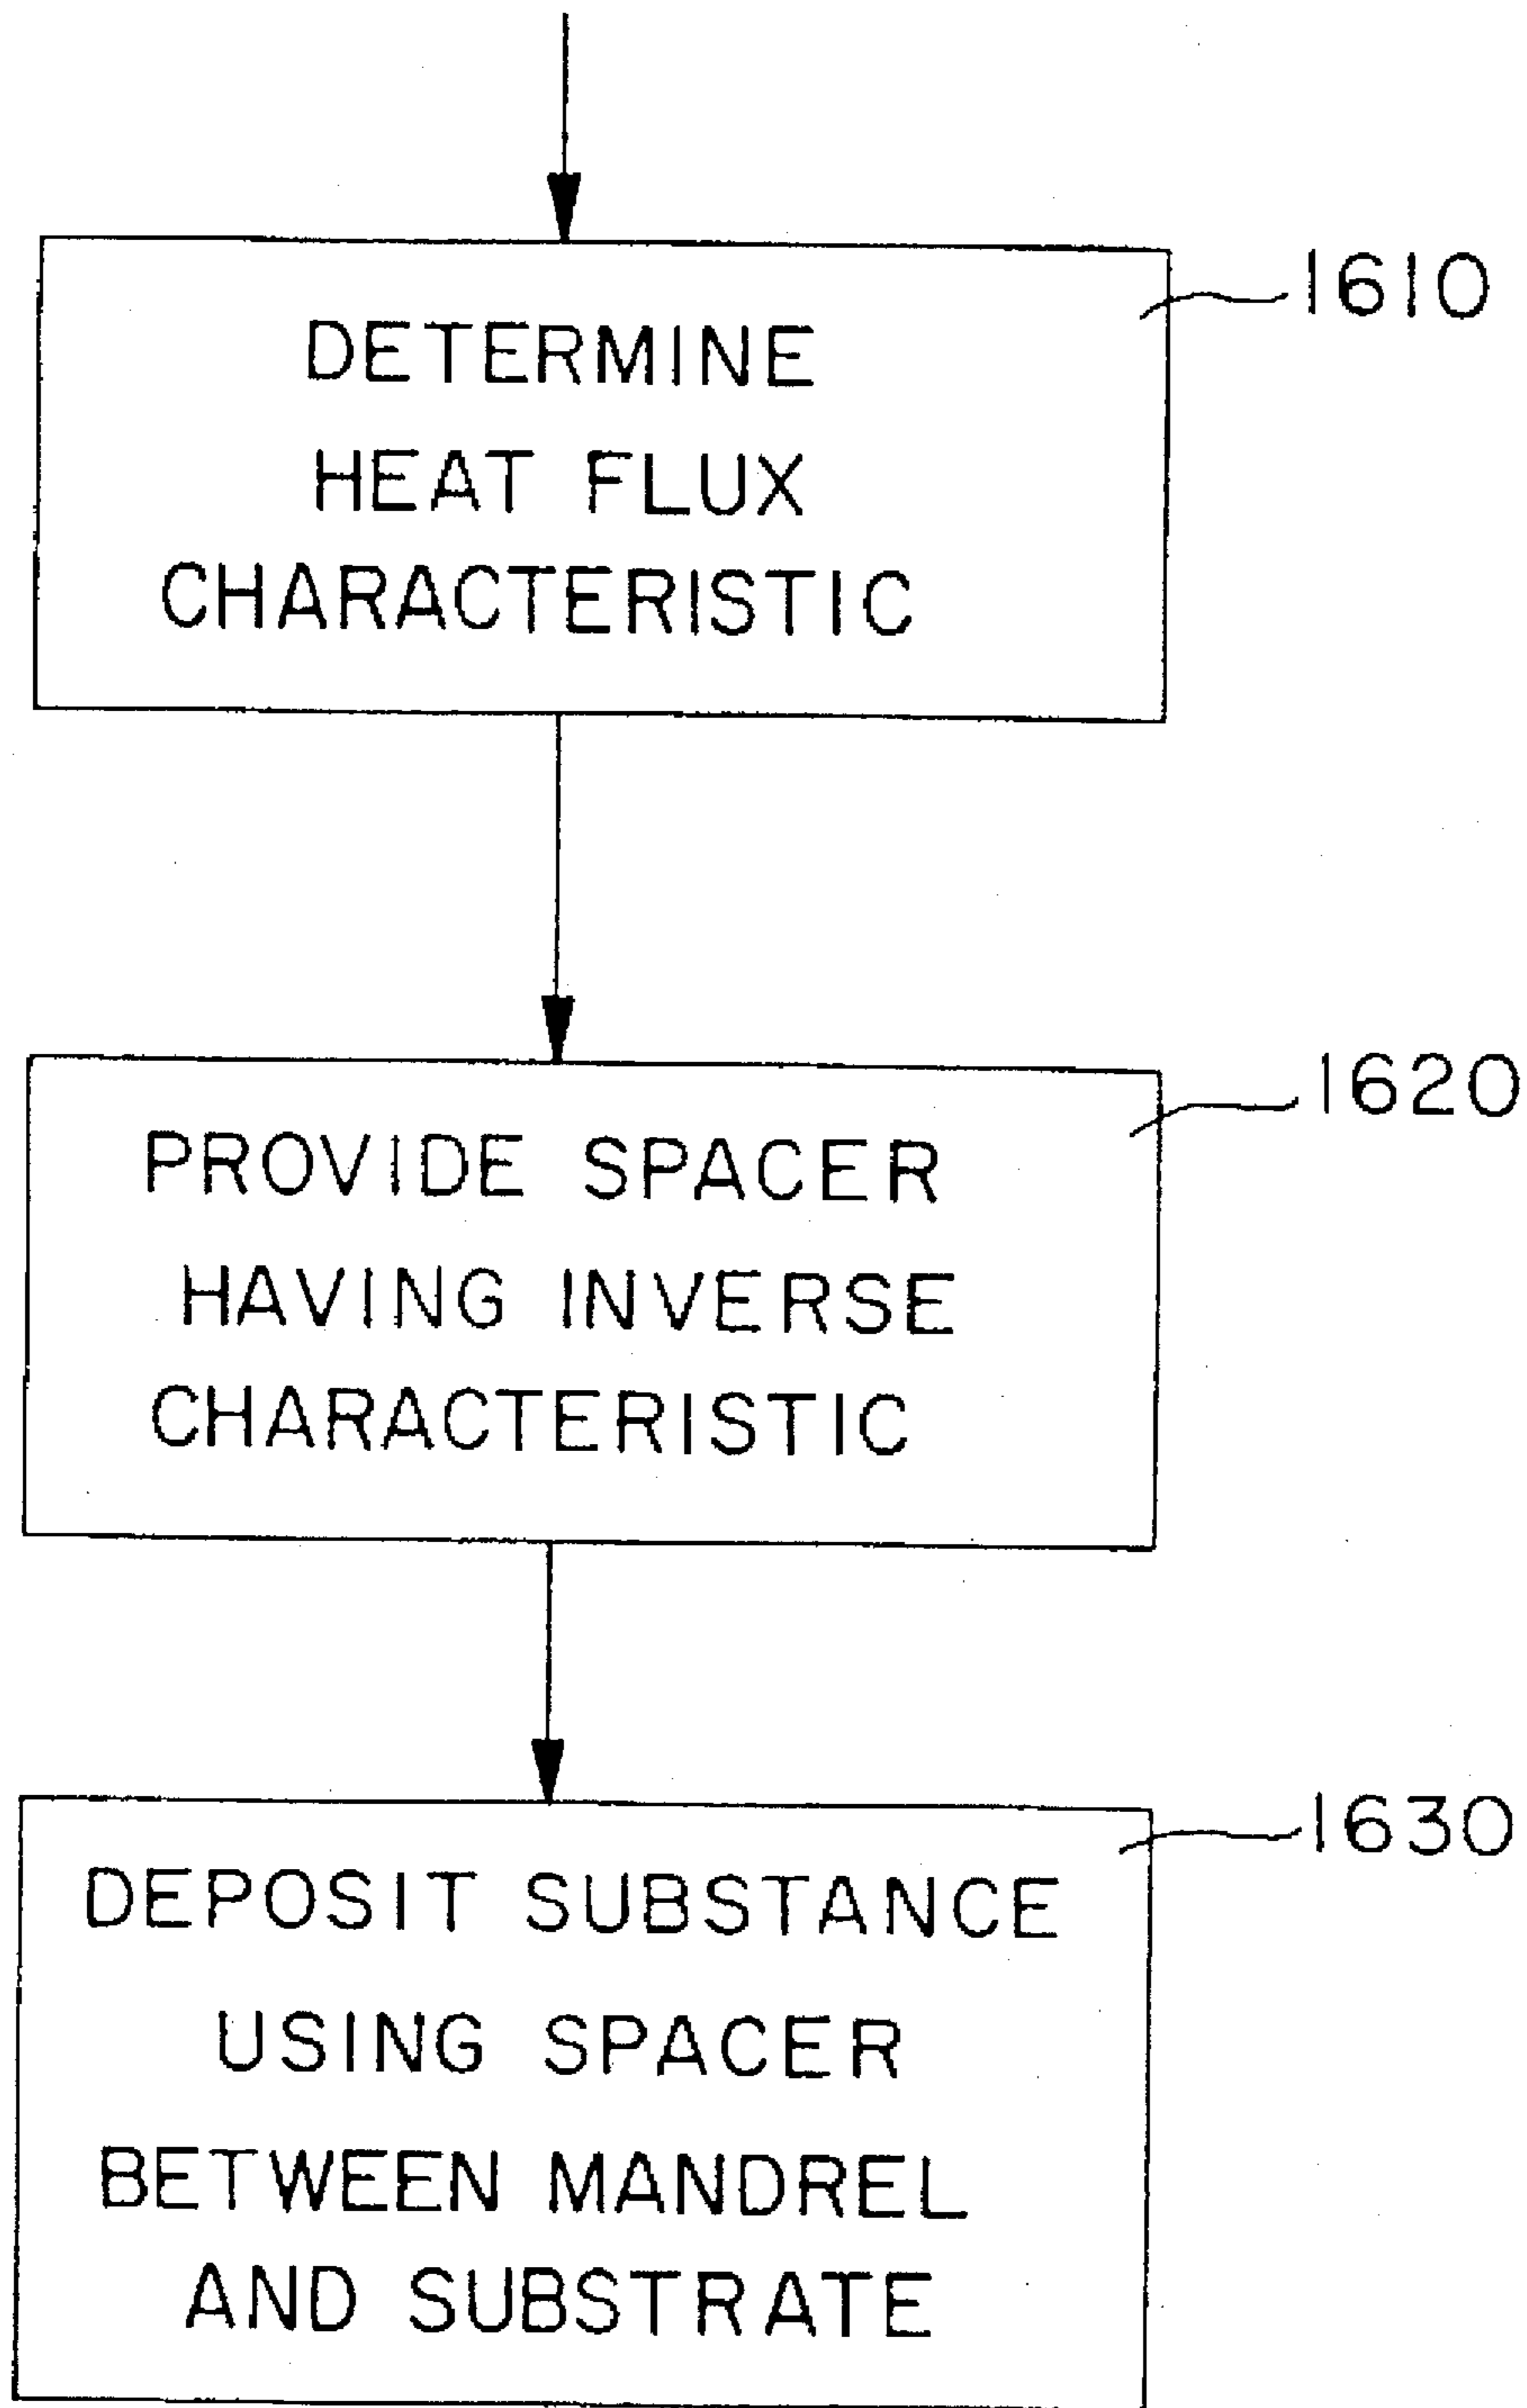 1610
DETERMINE
HEAT FLUX
CHARACTERISTIC
1620
PROVIDE SPACER
HAVING INVERSE
CHARACTERISTIC
1630
DEPOSIT SUBSTANCE
USING SPACER
BETWEEN MANDREL
AND SUBSTRATE